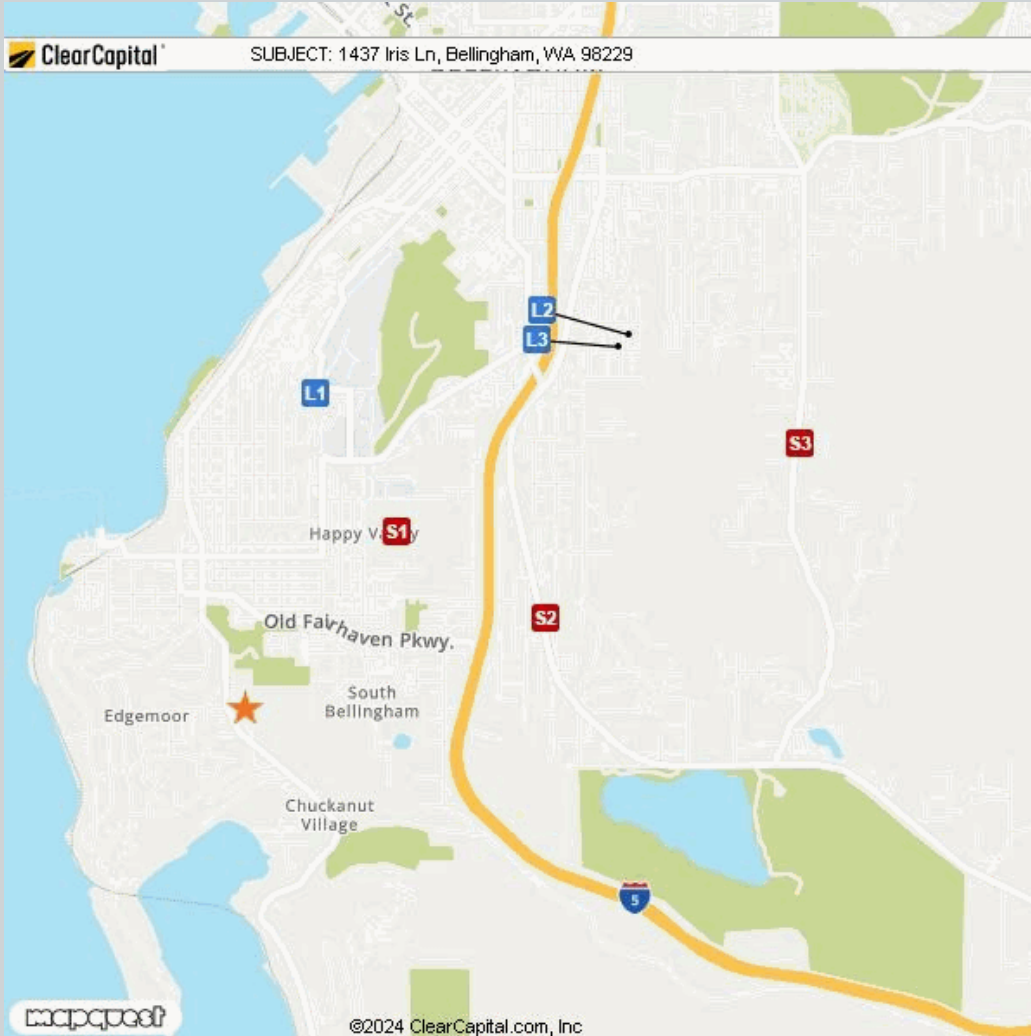 St.
ClearCapital
SUBJECT: 1437 Iris Ln, Bellingham, WA 98229
L2
L3
L1
S3
Happy
S1
S2
Old Fairhaven Pkwy.
South
Bellingham
Edgemoor
Chuckanut
Village
5
mapquest
©2024 ClearCapital.com, Inc